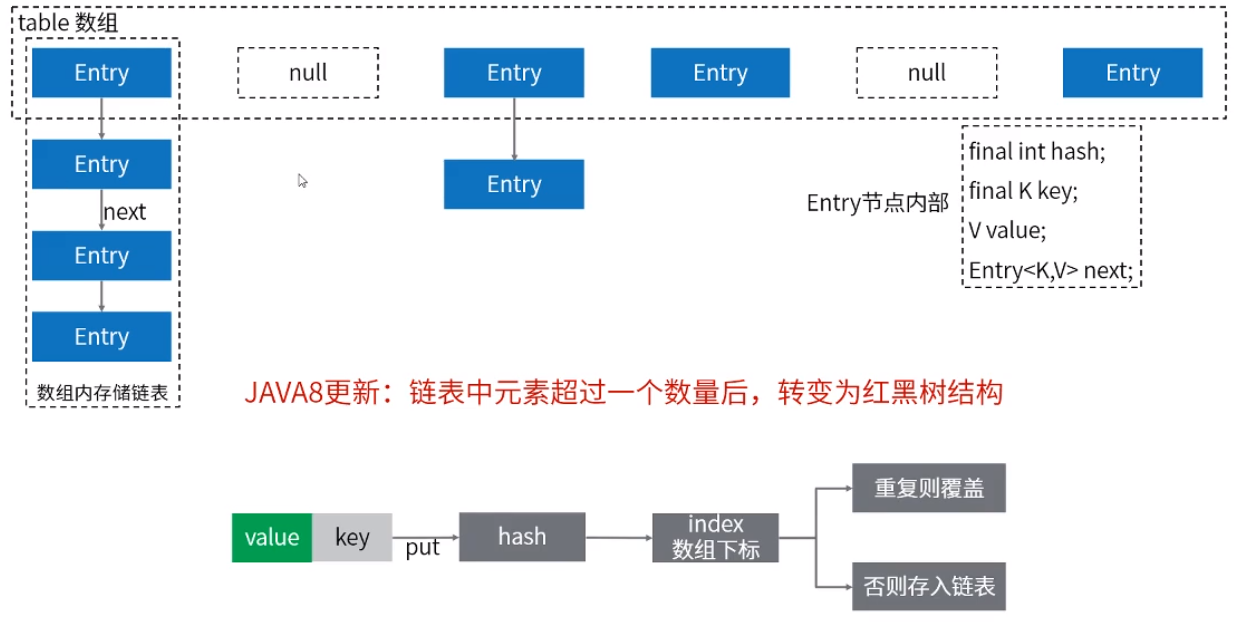 table 数组
Entry
null
Entry
Entry
null
Entry
Entry
next
Entry
Entry
数组内存储链表
Entry
Entry节点内部
final int hash;
final K key;
V value;
Entry<K,V> next;
JAVA8更新：链表中元素超过一个数量后，转变为红黑树结构
value
key
put
hash
index
数组下标
重复则覆盖
否则存入链表